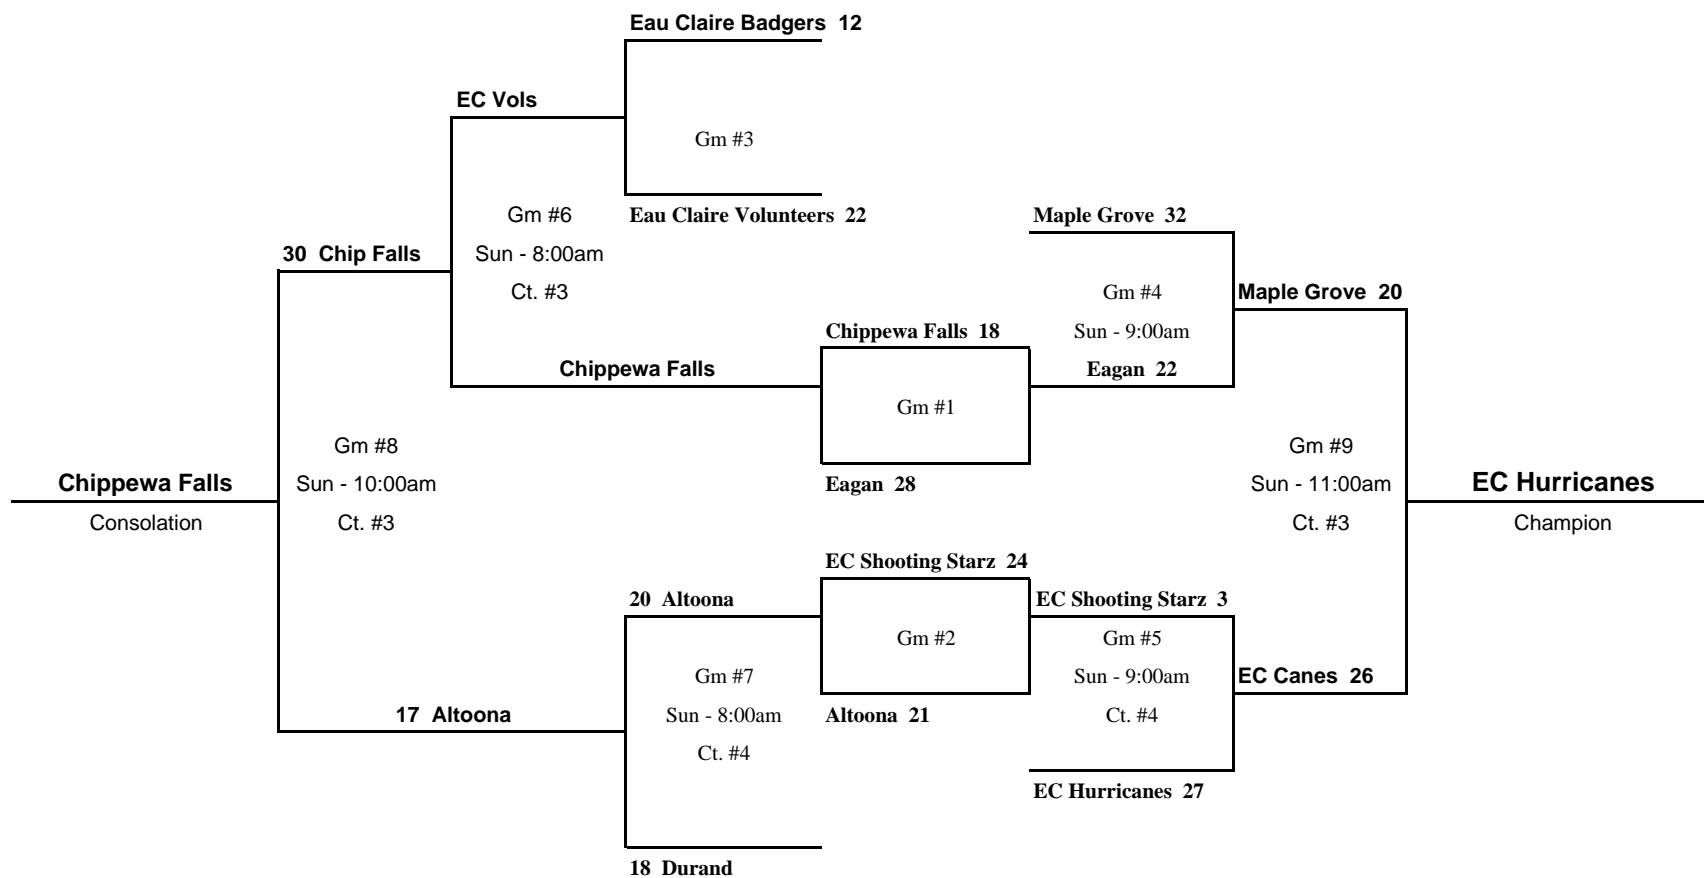 Eau Claire Badgers 12
EC Vols
Gm #3
Gm #6
Eau Claire Volunteers 22
Maple Grove 32
30 Chip Falls
Sun - 8:00am
Ct. #3
Gm #4
Maple Grove 20
Sun - 9:00am
Chippewa Falls 18
Chippewa Falls
Eagan 22
Gm #1
Gm #8
Gm #9
Chippewa Falls
Sun - 10:00am
Eagan 28
Sun - 11:00am
EC Hurricanes
Consolation
Ct. #3
Ct. #3
Champion
EC Shooting Starz 24
20 Altoona
EC Shooting Starz 3
Gm #2
Gm #5
Gm #7
Sun - 9:00am
EC Canes 26
17 Altoona
Sun - 8:00am
Altoona 21
Ct. #4
Ct. #4
EC Hurricanes 27
18 Durand